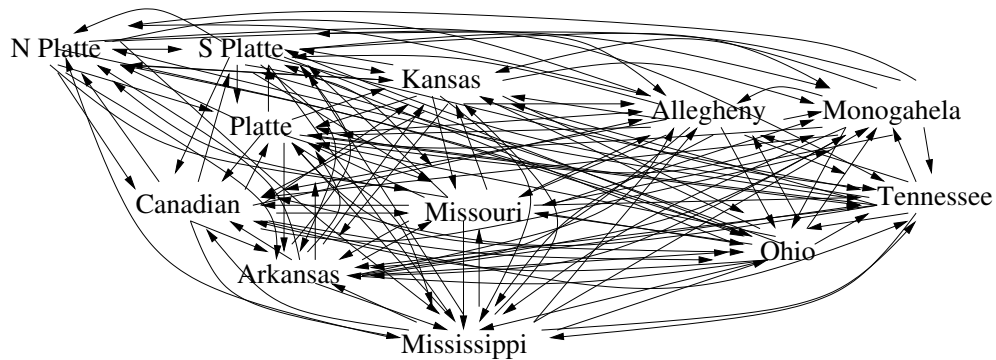 N Platte
S Platte
Kansas
Allegheny
Monogahela
Platte
Canadian
Missouri
Tennessee
Ohio
Arkansas
Mississippi